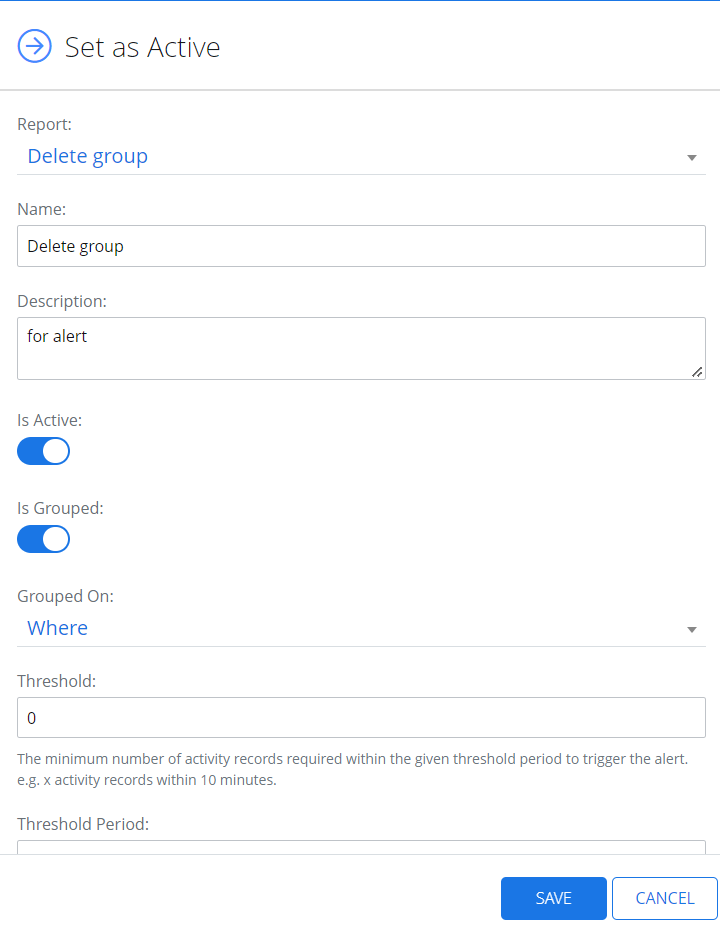 Set as Active
Report:
Delete group
Name:
Delete group
Description:
for alert
Is Active:
Is Grouped:
Grouped On:
Where
Threshold:
0
The minimum number of activity records required within the given threshold period to trigger the alert.
e.g. x activity records within 10 minutes.
Threshold Period:
SAVE
CANCEL